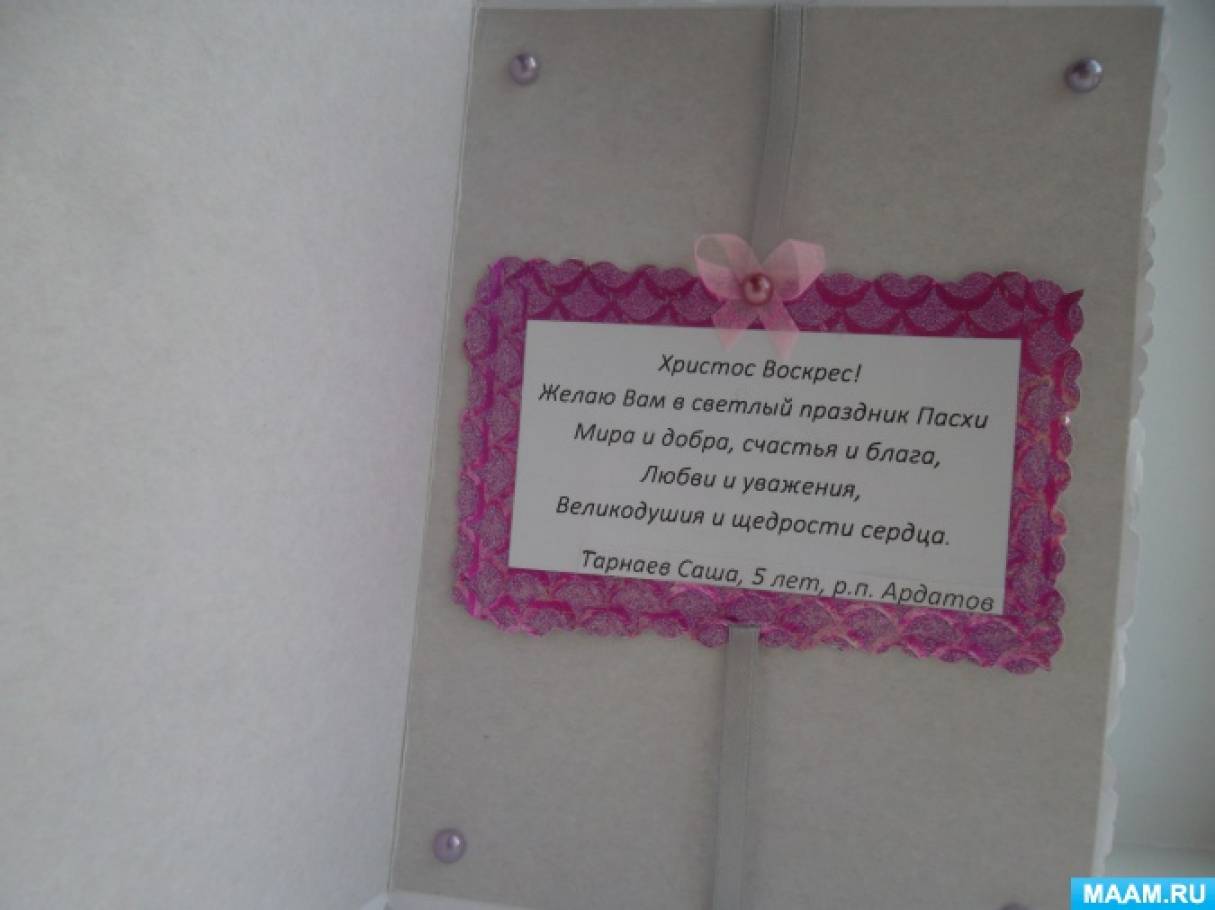 Христос Воскрес!
Желаю Вам в светлый праздник Пасхи
Мира и добра, счастья и блага,
Любви и уважения,
Великодушия и щедрости сердца.
Тарнаев Саша, 5 лет, р.п. Ардатов
MAAM.RU